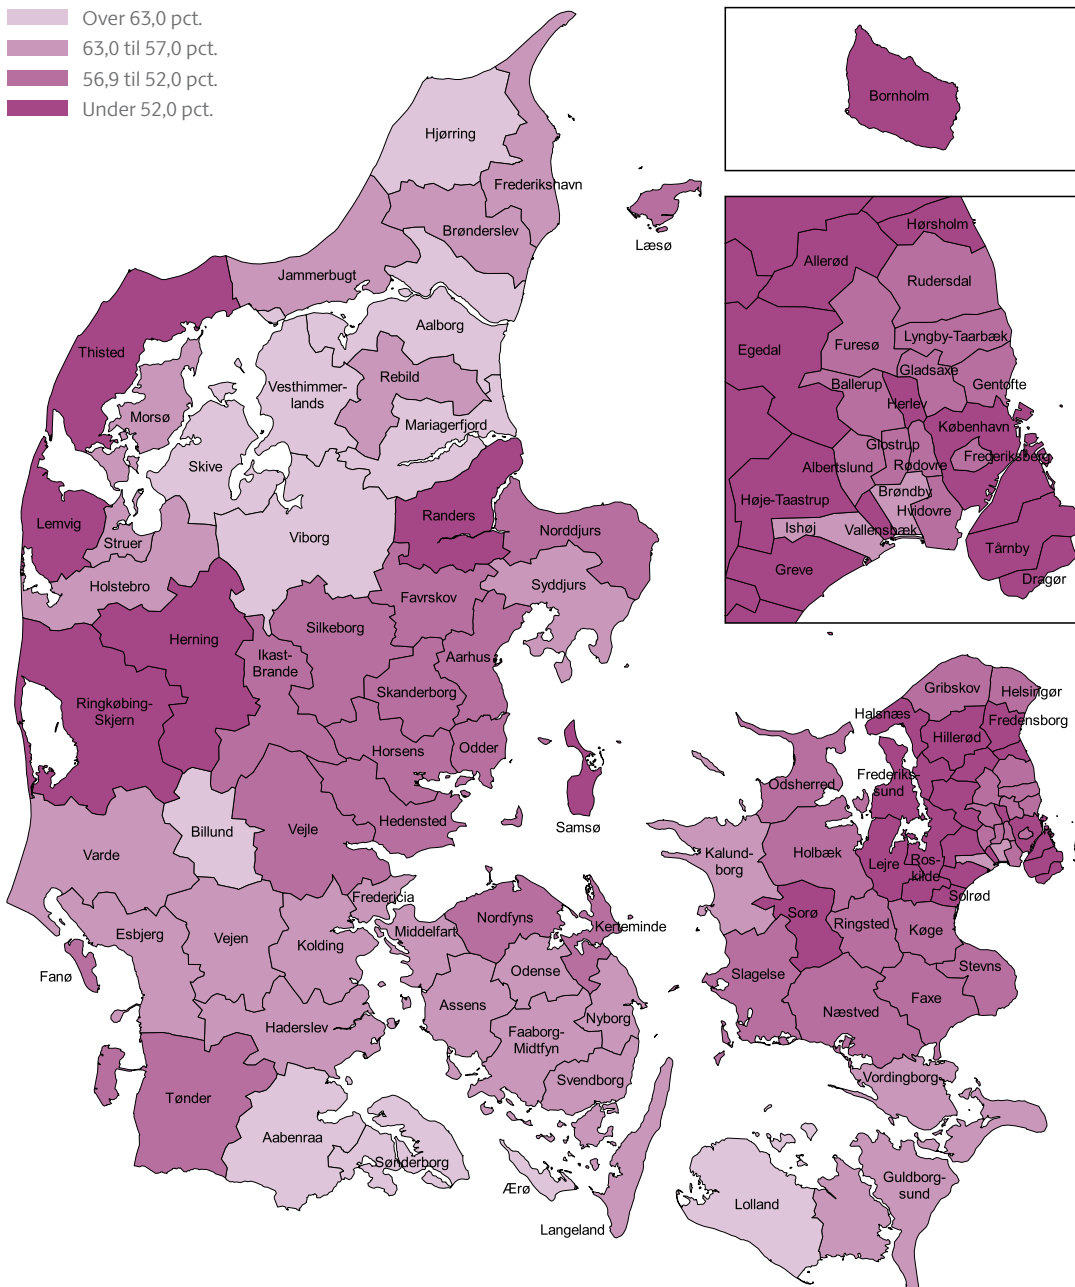 Over 63,0 pct.
63,0 til 57,0 pct.
56,9 til 52,0 pct.
Under 52,0 pct.
Bornholm
Hjørring
Frederikshavn
Brønderslev
Læsø
Jammerbugt
Aalborg
Thisted
Vesthimmer-
lands
Rebild
Morsø
Mariagerfjord
Skive
Lemvig
Randers
Struer
Viborg
Norddjurs
Holstebro
Syddjurs
Favrskov
Herning
Silkeborg
Ikast-
Brande
Aarhus
Skanderborg
Ringkøbing-
Skjern
Horsens
Odder
Samsø
Hedensted
Billund
Vejle
Varde
Fredericia
Esbjerg
Vejen
Kolding
Middelfart
Nordfyns
Kerteminde
Fanø
Odense
Assens
Nyborg
Haderslev
Faaborg-
Midtfyn
Svendborg
Tønder
Aabenraa
Sønderborg
Ærø
Langeland
Hørsholm
Allerød
Rudersdal
Egedal
Furesø
Lyngby-Taarbæk
Gladsaxe
Ballerup
Gentofte
Herlev
København
Glostrup
Frederiksberg
Albertslund
Rødovre
Høje-Taastrup
Brøndby
Hvidovre
Ishøj
Vallensbæk
Tårnby
Greve
Dragør
Gribskov
Helsingør
Halsnæs
Fredensborg
Hillerød
Odsherred
Frederiks-
sund
Kalund-
borg
Holbæk
Lejre
Ros-
kilde
Solrød
Sorø
Ringsted
Køge
Slagelse
Stevns
Næstved
Faxe
Vordingborg
Guldborg-
sund
Lolland